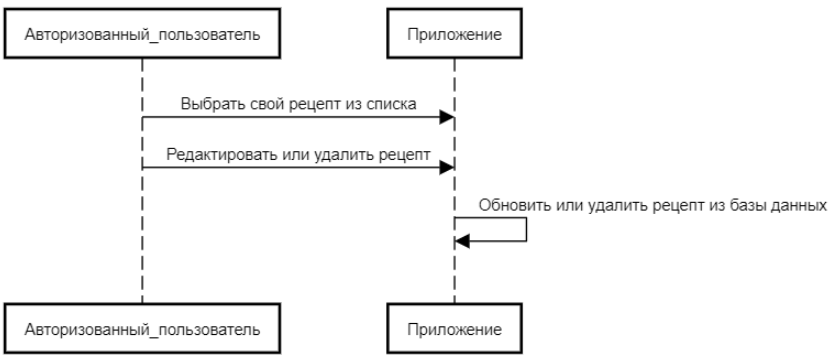 Авторизованный_пользователь
Приложение
Выбрать свой рецепт из списка
Редактировать или удалить рецепт
Обновить или удалить рецепт из базы данных
Авторизованный_пользователь
Приложение